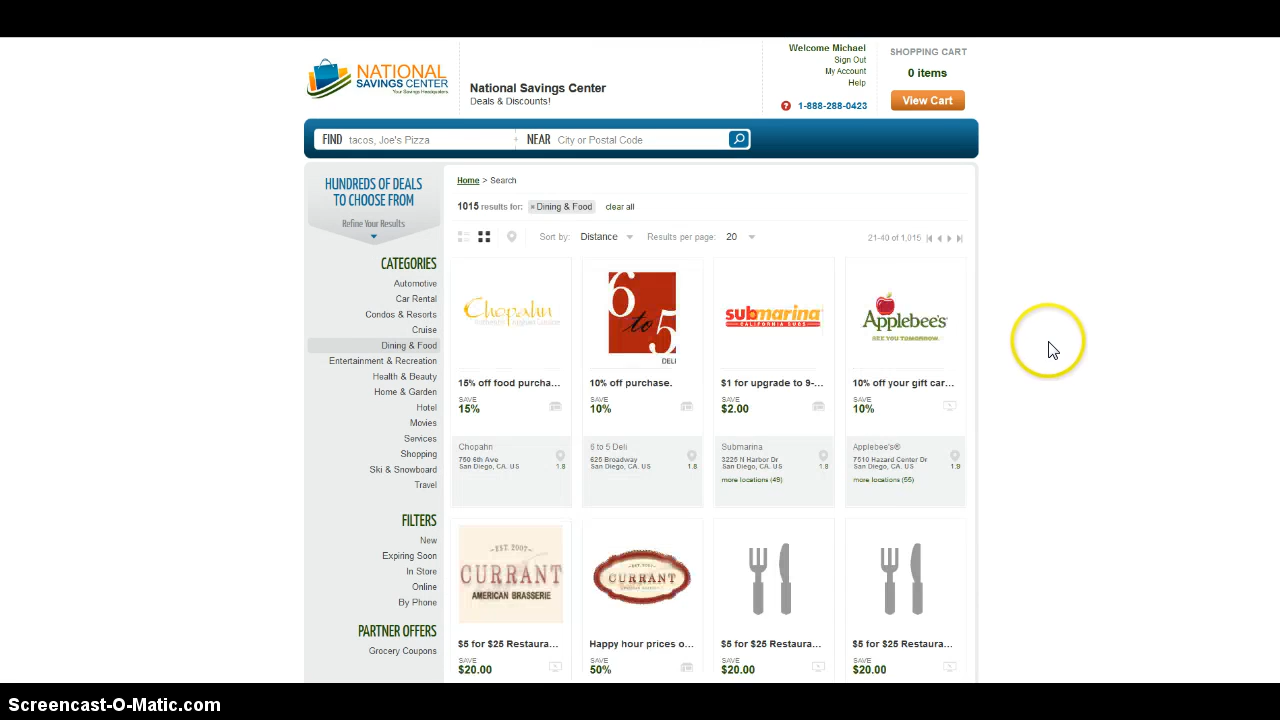 NATIONAL
SAVINGS CENTER
Your Savings Headquarters
National Savings Center
Deals & Discounts!
Welcome Michael
Sign Out
My Account
Help
? 1-888-288-0423
SHOPPING CART
0 items
View Cart
FIND tacos, Joe's Pizza NEAR City or Postal Code
HUNDREDS OF DEALS
TO CHOOSE FROM
Refine Your Results
CATEGORIES
Automotive
Car Rental
Condos & Resorts
Cruise
Dining & Food
Entertainment & Recreation
Health & Beauty
Home & Garden
Hotel
Movies
Services
Shopping
Ski & Snowboard
Travel
FILTERS
New
Expiring Soon
In Store
Online
By Phone
PARTNER OFFERS
Grocery Coupons
Home > Search
1015 results for: Dining & Food clear all
Sort by: Distance Results per page: 20 21-40 of 1,015
Chopahn
15% off food purcha...
SAVE
15%
Chopahn
750 6th Ave
San Diego, CA. US
1.8
6 to 5
DELI
10% off purchase.
SAVE
10%
6 to 5 Deli
625 Broadway
San Diego, CA. US
1.8
submarina
CALIFORNIA SUBS
$1 for upgrade to 9-...
SAVE
$2.00
Submarina
3225 N Harbor Dr
San Diego, CA. US
1.8
more locations (49)
Applebee's
SEE YOU TOMORROW.
10% off your gift car...
SAVE
10%
Applebee's®
7510 Hazard Center Dr
San Diego, CA. US
1.9
more locations (55)
EST. 2007
CURRANT
AMERICAN BRASSERIE
$5 for $25 Restaura...
SAVE
$20.00
CURRANT
Happy hour prices o...
SAVE
50%
$5 for $25 Restaura...
SAVE
$20.00
$5 for $25 Restaura...
SAVE
$20.00
Screencast-O-Matic.com